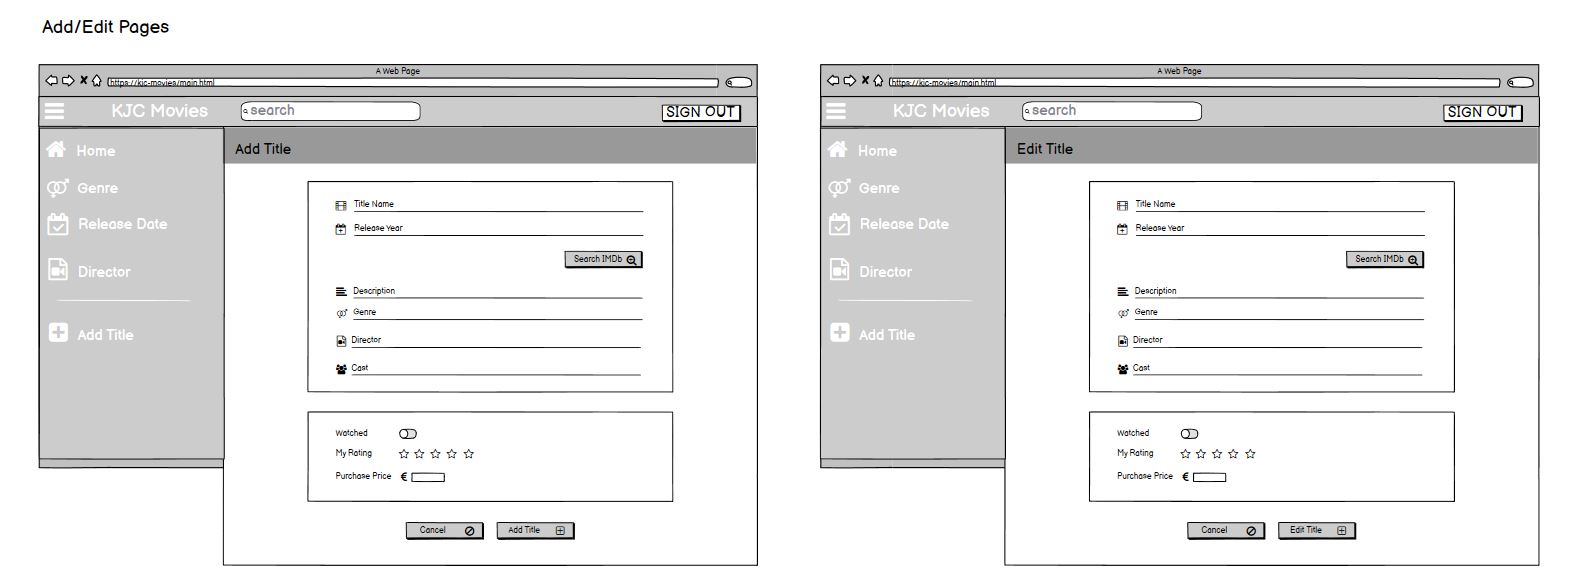 Add/Edit Pages
A Web Page
https://kjc-movies/main.html
KJC Movies
search
SIGN OUT
Home
Genre
Release Date
Director
Add Title
Add Title
Title Name
Release Year
Search IMDb
Description
Genre
Director
Cast
Watched
My Rating
Purchase Price €
Cancel
Add Title
A Web Page
https://kjc-movies/main.html
KJC Movies
search
SIGN OUT
Home
Genre
Release Date
Director
Add Title
Edit Title
Title Name
Release Year
Search IMDb
Description
Genre
Director
Cast
Watched
My Rating
Purchase Price €
Cancel
Edit Title